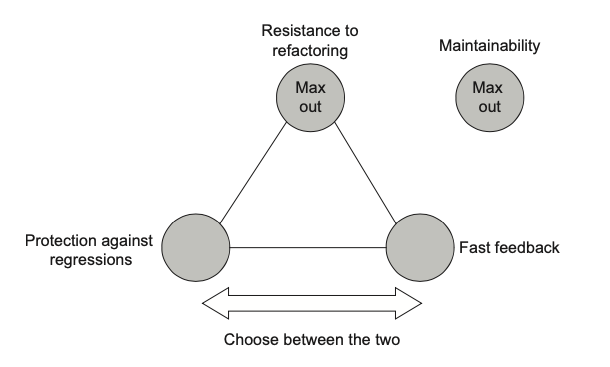 Resistance to
refactoring
Maintainability
Max
out
Max
out
Protection against
regressions
Fast feedback
Choose between the two